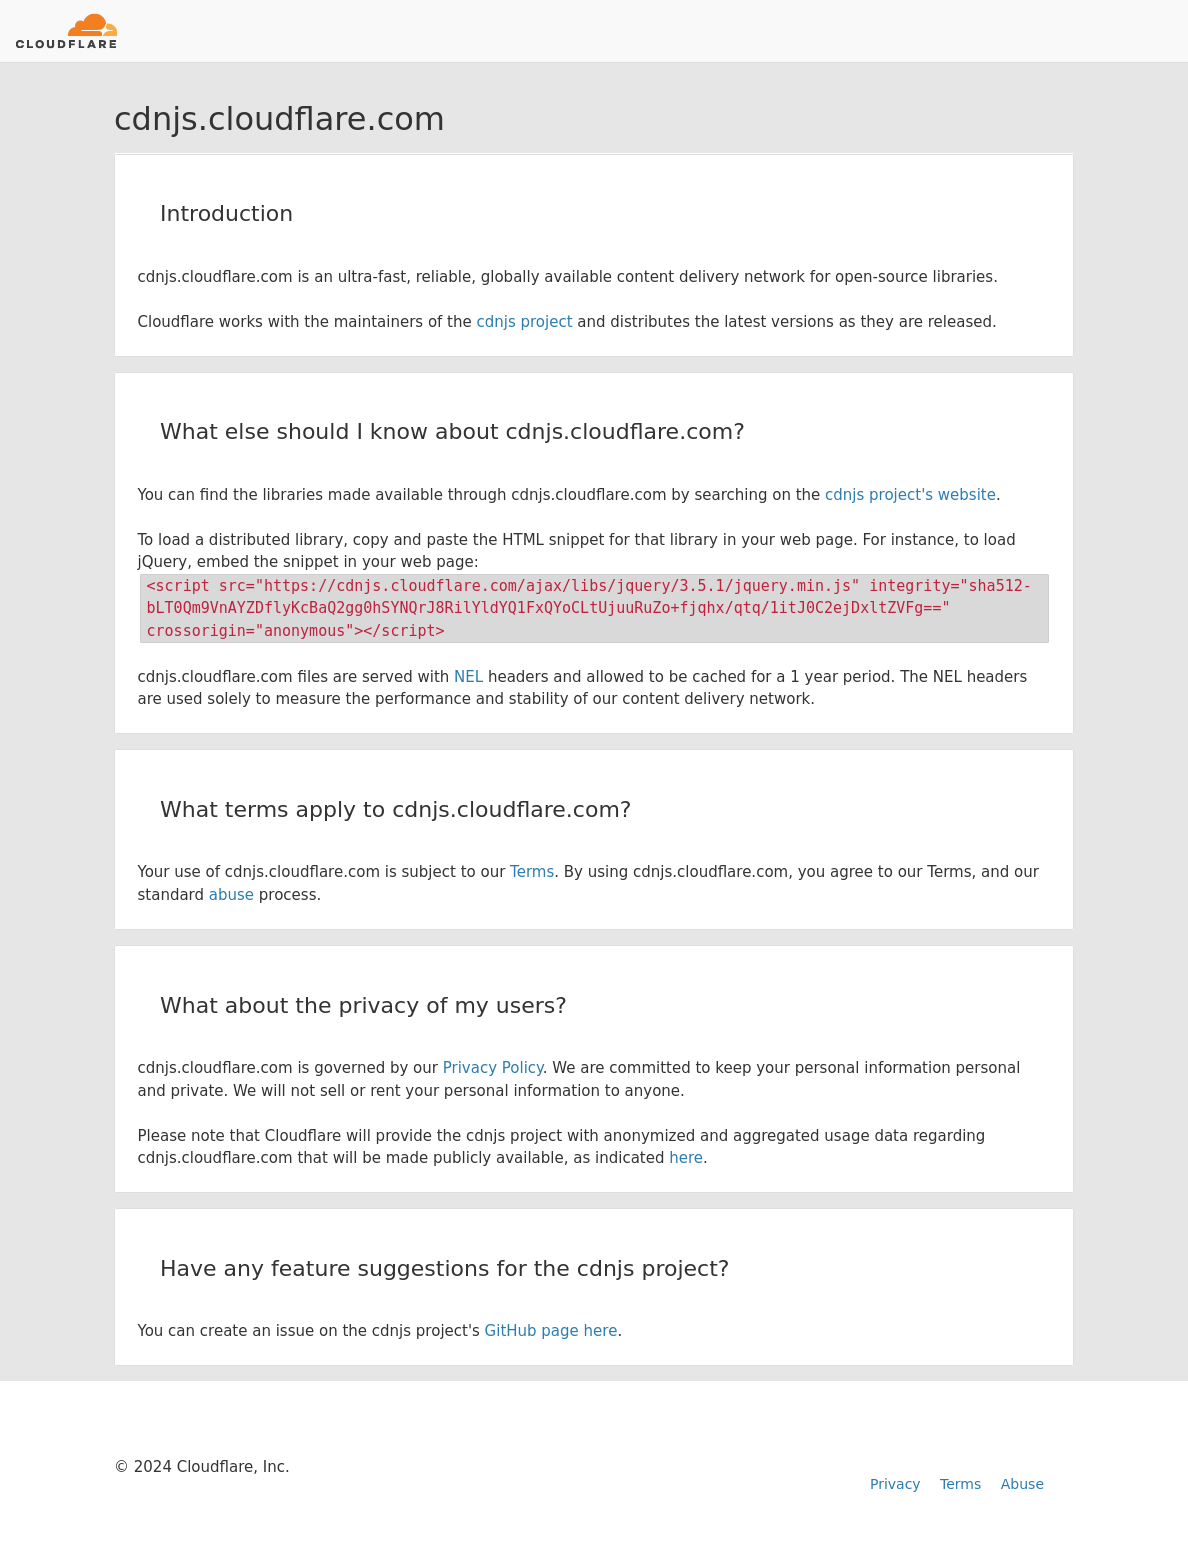 CLOUDFLARE
cdnjs.cloudflare.com
Introduction
cdnjs.cloudflare.com is an ultra-fast, reliable, globally available content delivery network for open-source libraries.
Cloudflare works with the maintainers of the cdnjs project and distributes the latest versions as they are released.
What else should I know about cdnjs.cloudflare.com?
You can find the libraries made available through cdnjs.cloudflare.com by searching on the cdnjs project's website.
To load a distributed library, copy and paste the HTML snippet for that library in your web page. For instance, to load
jQuery, embed the snippet in your web page:
<script src="https://cdnjs.cloudflare.com/ajax/libs/jquery/3.5.1/jquery.min.js" integrity="sha512-
bLT0Qm9VnAYZDflyKcBaQ2gg0hSYNQrJ8RilYldYQ1FxQYoCLtUjuuRuZo+fjqhx/qtq/1itJ0C2ejDxltZVFg=="
crossorigin="anonymous"></script>
cdnjs.cloudflare.com files are served with NEL headers and allowed to be cached for a 1 year period. The NEL headers
are used solely to measure the performance and stability of our content delivery network.
What terms apply to cdnjs.cloudflare.com?
Your use of cdnjs.cloudflare.com is subject to our Terms. By using cdnjs.cloudflare.com, you agree to our Terms, and our
standard abuse process.
What about the privacy of my users?
cdnjs.cloudflare.com is governed by our Privacy Policy. We are committed to keep your personal information personal
and private. We will not sell or rent your personal information to anyone.
Please note that Cloudflare will provide the cdnjs project with anonymized and aggregated usage data regarding
cdnjs.cloudflare.com that will be made publicly available, as indicated here.
Have any feature suggestions for the cdnjs project?
You can create an issue on the cdnjs project's GitHub page here.
© 2024 Cloudflare, Inc.
Privacy Terms Abuse